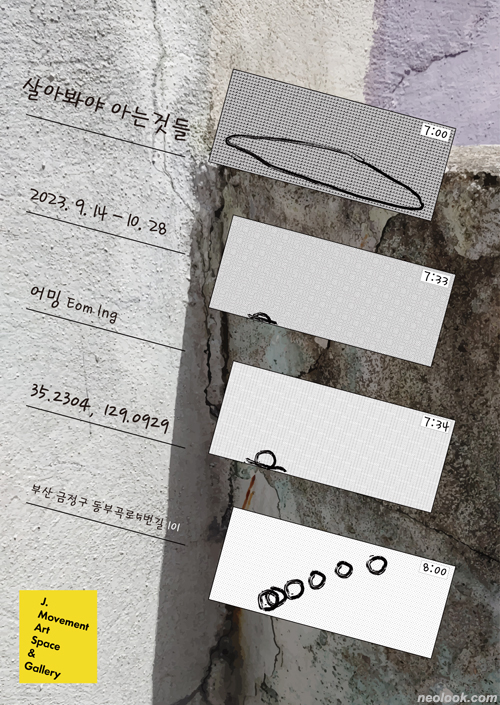 살아봐야 아는것들
2023. 9. 14 – 10. 28
어밍 Eom Ing
35.2304, 129.0929
부산 금정구 동부곡로5번길 101
7:00
7:33
7:34
8:00
J.
Movement
Art
Space
&
Gallery
neolook.com